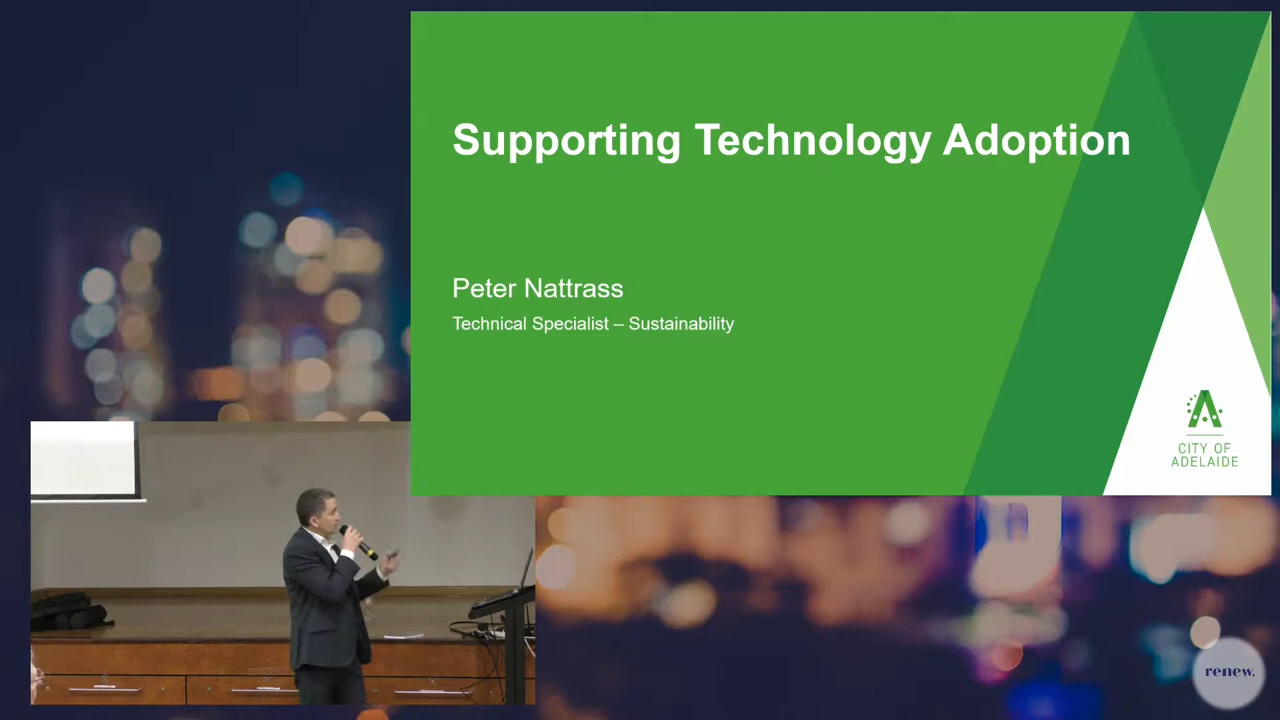 Supporting Technology Adoption
Peter Nattrass
Technical Specialist – Sustainability
CITY OF
ADELAIDE
renew.